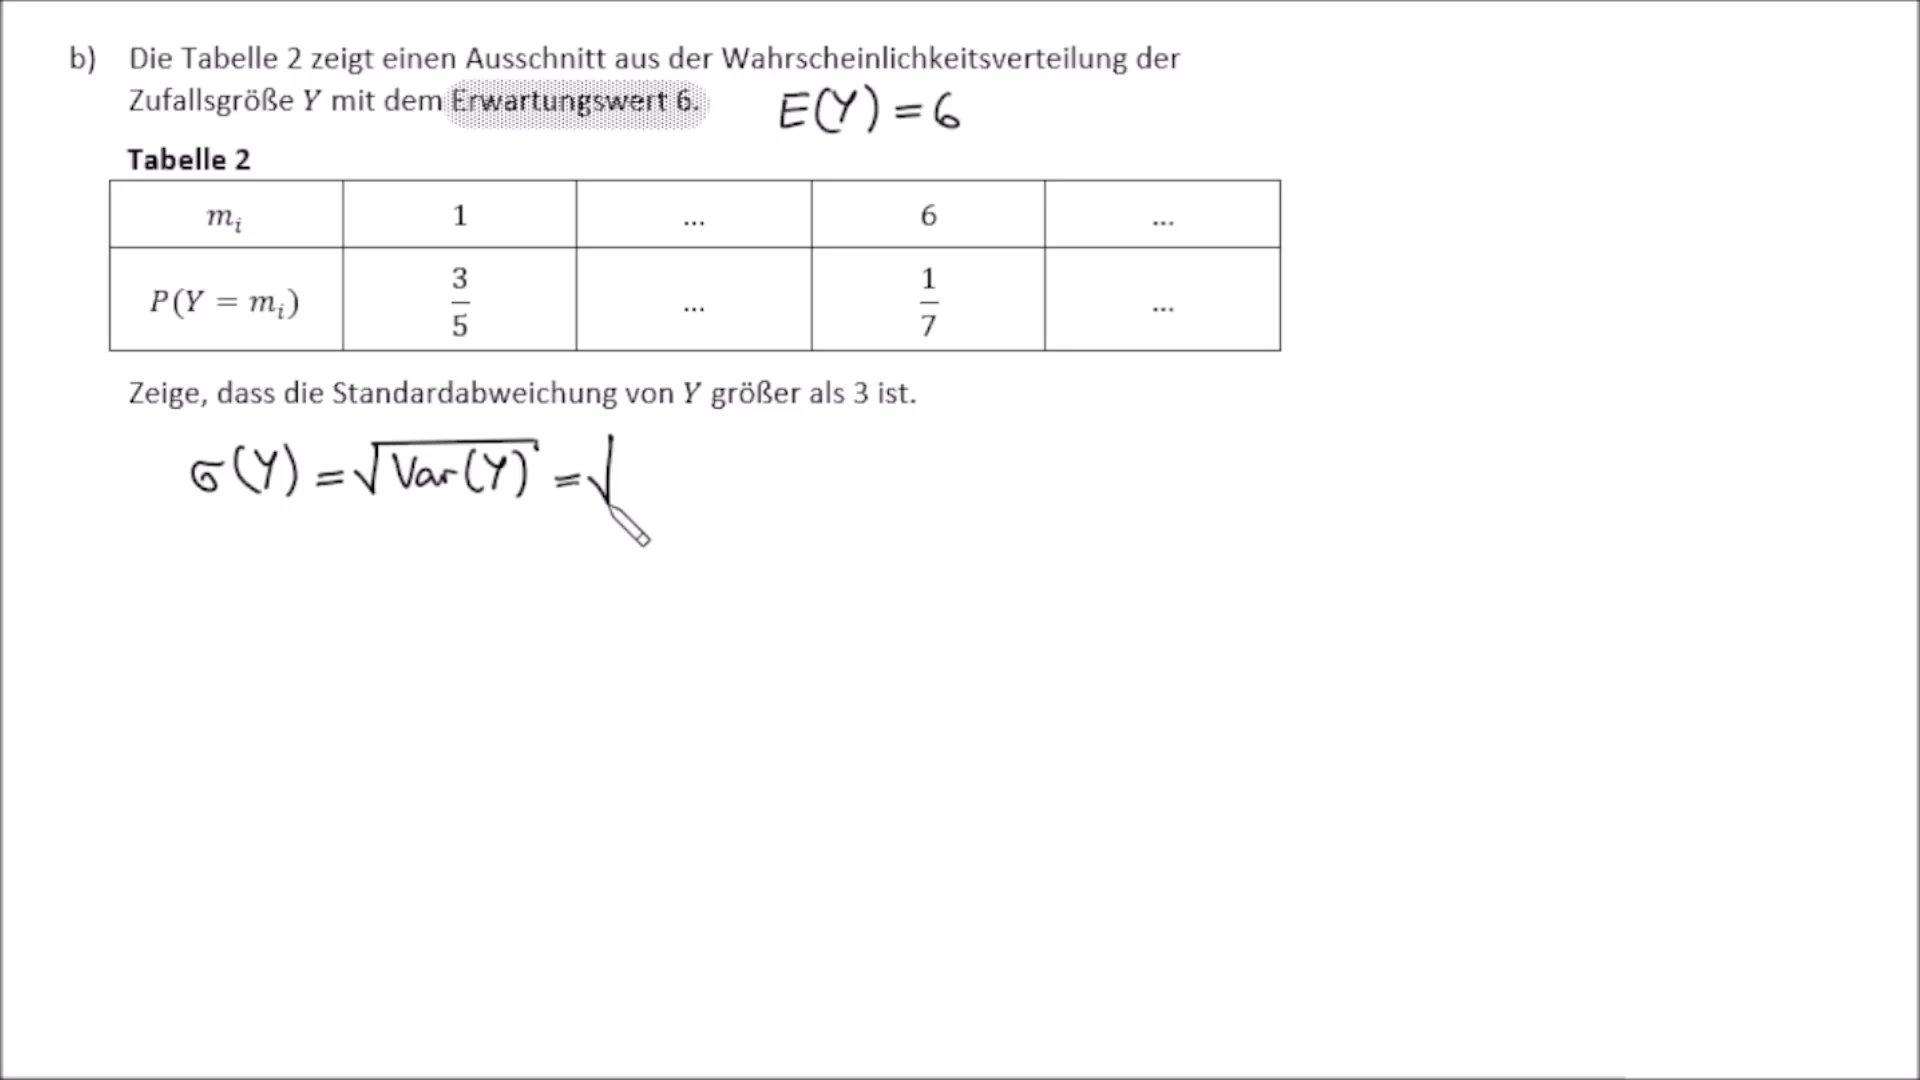 b) Die Tabelle 2 zeigt einen Ausschnitt aus der Wahrscheinlichkeitsverteilung der
Zufallsgröße Y mit dem Erwartungswert 6. E(Y) = 6
Tabelle 2
m_i 1 ... 6 ...
P(Y = m_i) 3/5 ... 1/7 ...
Zeige, dass die Standardabweichung von Y größer als 3 ist.
σ(Y) = √Var(Y) = √